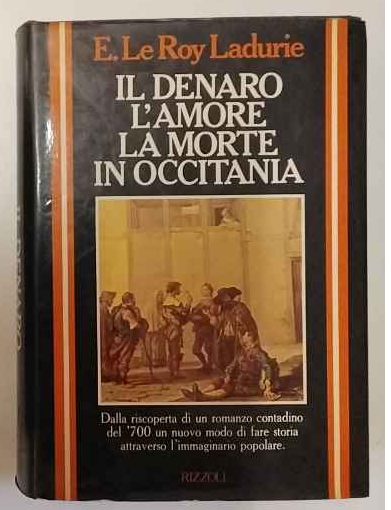 E. Le Roy Ladurie
IL DENARO
L'AMORE
LA MORTE
IN OCCITANIA
Dalla riscoperta di un romanzo contadino
del '700 un nuovo modo di fare storia
attraverso l'immaginario popolare.
RIZZOLI
IL DENARO